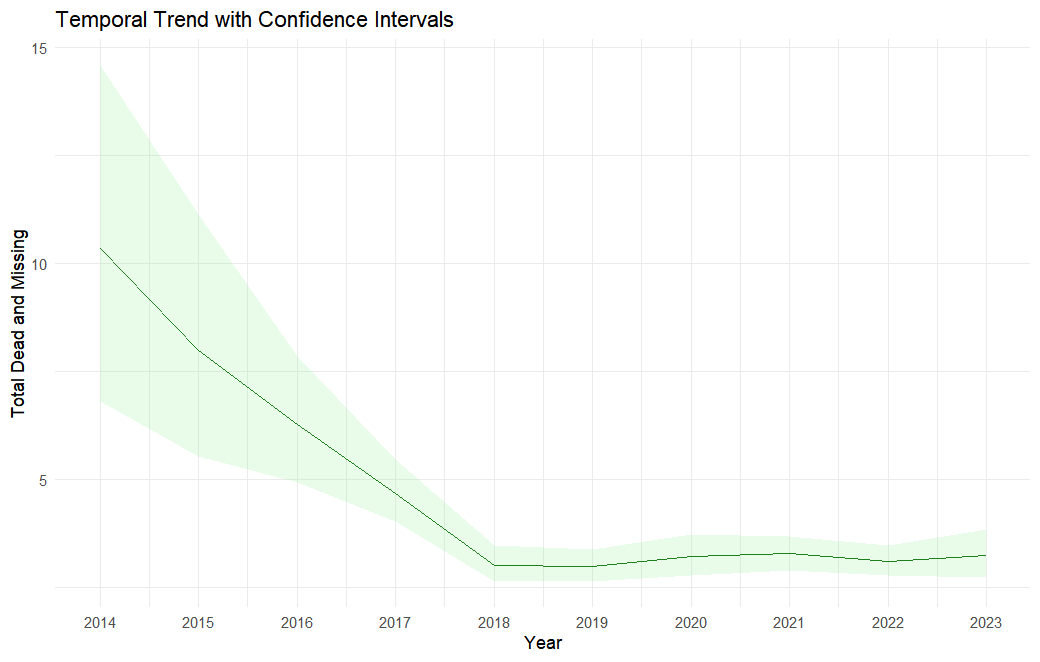 Temporal Trend with Confidence Intervals
15
10
5
Total Dead and Missing
2014 2015 2016 2017 2018 2019 2020 2021 2022 2023
Year